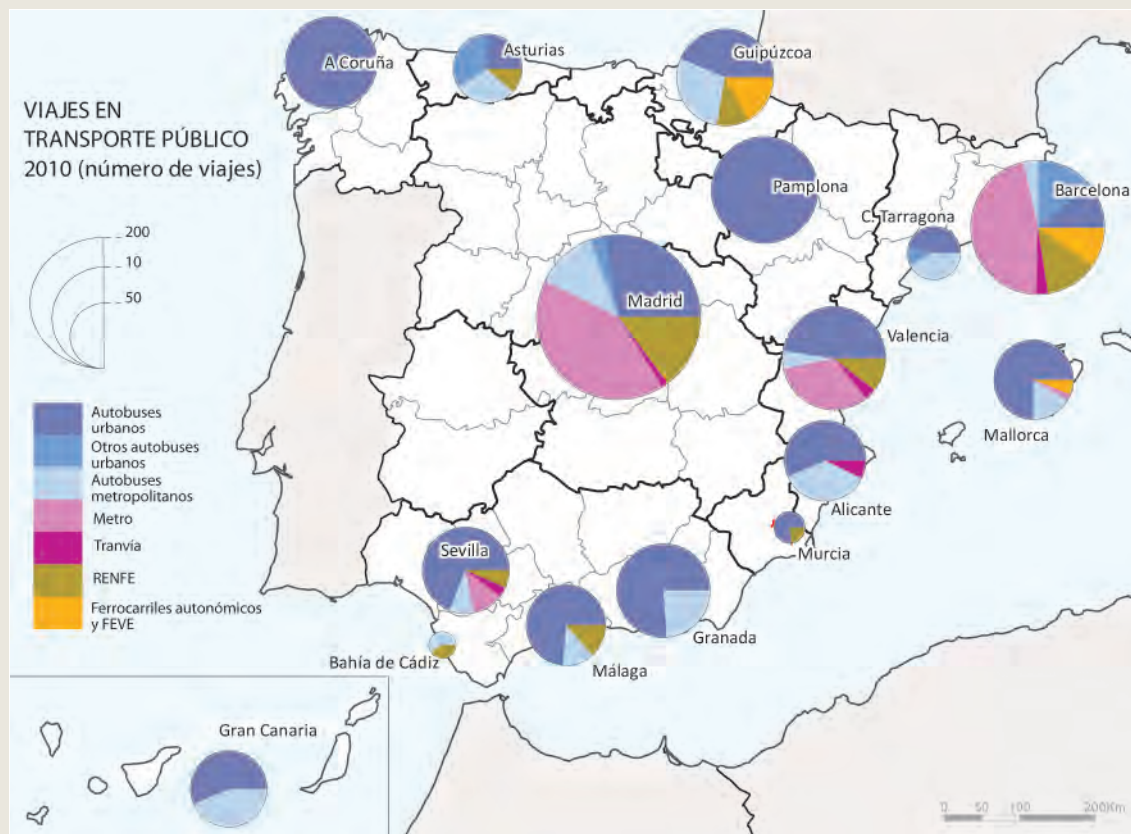 VIAJES EN
TRANSPORTE PÚBLICO
2010 (número de viajes)
200
10
50
Autobuses
urbanos
Otros autobuses
urbanos
Autobuses
metropolitanos
Metro
Tranvía
RENFE
Ferrocarriles autonómicos
y FEVE
A Coruña
Asturias
Guipúzcoa
Pamplona
C. Tarragona
Barcelona
Madrid
Valencia
Mallorca
Alicante
Murcia
Sevilla
Granada
Málaga
Bahía de Cádiz
Gran Canaria
0 50 100 200Km